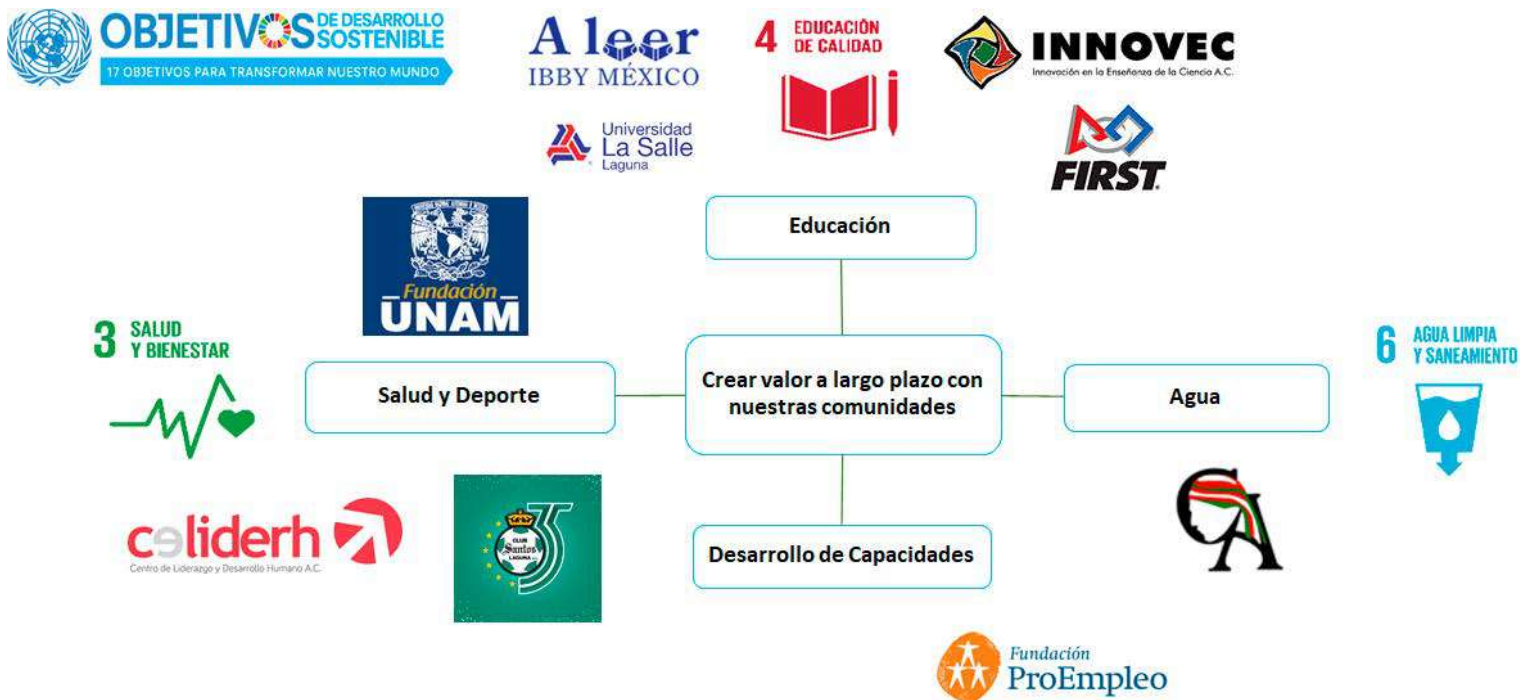 OBJETIVOS DE DESARROLLO SOSTENIBLE
17 OBJETIVOS PARA TRANSFORMAR NUESTRO MUNDO
A leer
IBBY MÉXICO
4 EDUCACIÓN
DE CALIDAD
INNOVEC
Innovación en la Enseñanza de la Ciencia A.C.
Universidad
La Salle
Laguna
FIRST
Educación
Fundación
UNAM
3 SALUD
Y BIENESTAR
Salud y Deporte
Crear valor a largo plazo con
nuestras comunidades
Agua
6 AGUA LIMPIA
Y SANEAMIENTO
celiderh
Centro de Liderazgo y Desarrollo Humano A.C.
CLUB
Santos
LAGUNA
35
Desarrollo de Capacidades
CA
Fundación
ProEmpleo